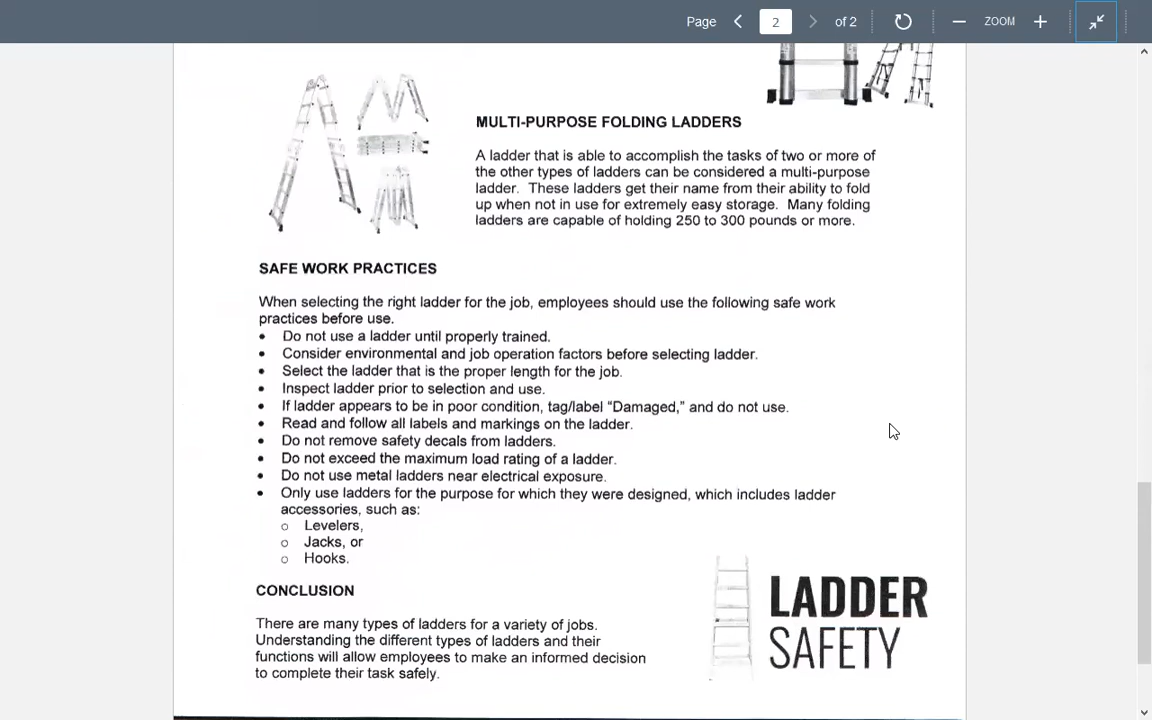 Page 2 of 2 ZOOM
MULTI-PURPOSE FOLDING LADDERS
A ladder that is able to accomplish the tasks of two or more of
the other types of ladders can be considered a multi-purpose
ladder. These ladders get their name from their ability to fold
up when not in use for extremely easy storage. Many folding
ladders are capable of holding 250 to 300 pounds or more.
SAFE WORK PRACTICES
When selecting the right ladder for the job, employees should use the following safe work
practices before use.
• Do not use a ladder until properly trained.
• Consider environmental and job operation factors before selecting ladder.
• Select the ladder that is the proper length for the job.
• Inspect ladder prior to selection and use.
• If ladder appears to be in poor condition, tag/label “Damaged,” and do not use.
• Read and follow all labels and markings on the ladder.
• Do not remove safety decals from ladders.
• Do not exceed the maximum load rating of a ladder.
• Do not use metal ladders near electrical exposure.
• Only use ladders for the purpose for which they were designed, which includes ladder
accessories, such as:
o Levelers,
o Jacks, or
o Hooks.
CONCLUSION
There are many types of ladders for a variety of jobs.
Understanding the different types of ladders and their
functions will allow employees to make an informed decision
to complete their task safely.
LADDER
SAFETY